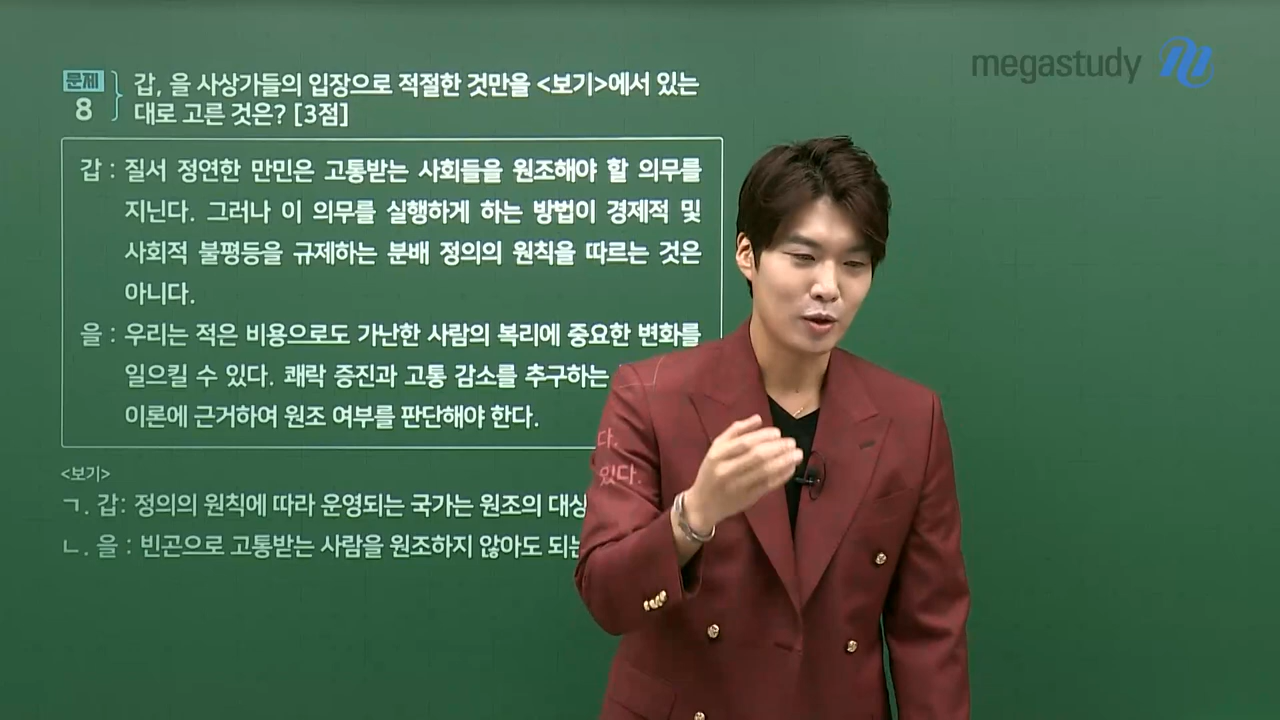 megastudy
문제
8
갑, 을 사상가들의 입장으로 적절한 것만을 <보기>에서 있는
대로 고른 것은? [3점]
갑 : 질서 정연한 만민은 고통받는 사회들을 원조해야 할 의무를
지닌다. 그러나 이 의무를 실행하게 하는 방법이 경제적 및
사회적 불평등을 규제하는 분배 정의의 원칙을 따르는 것은
아니다.
을 : 우리는 적은 비용으로도 가난한 사람의 복리에 중요한 변화를
일으킬 수 있다. 쾌락 증진과 고통 감소를 추구하는
이론에 근거하여 원조 여부를 판단해야 한다.
다.
있다.
<보기>
ㄱ. 갑: 정의의 원칙에 따라 운영되는 국가는 원조의 대상
ㄴ. 을 : 빈곤으로 고통받는 사람을 원조하지 않아도 되는